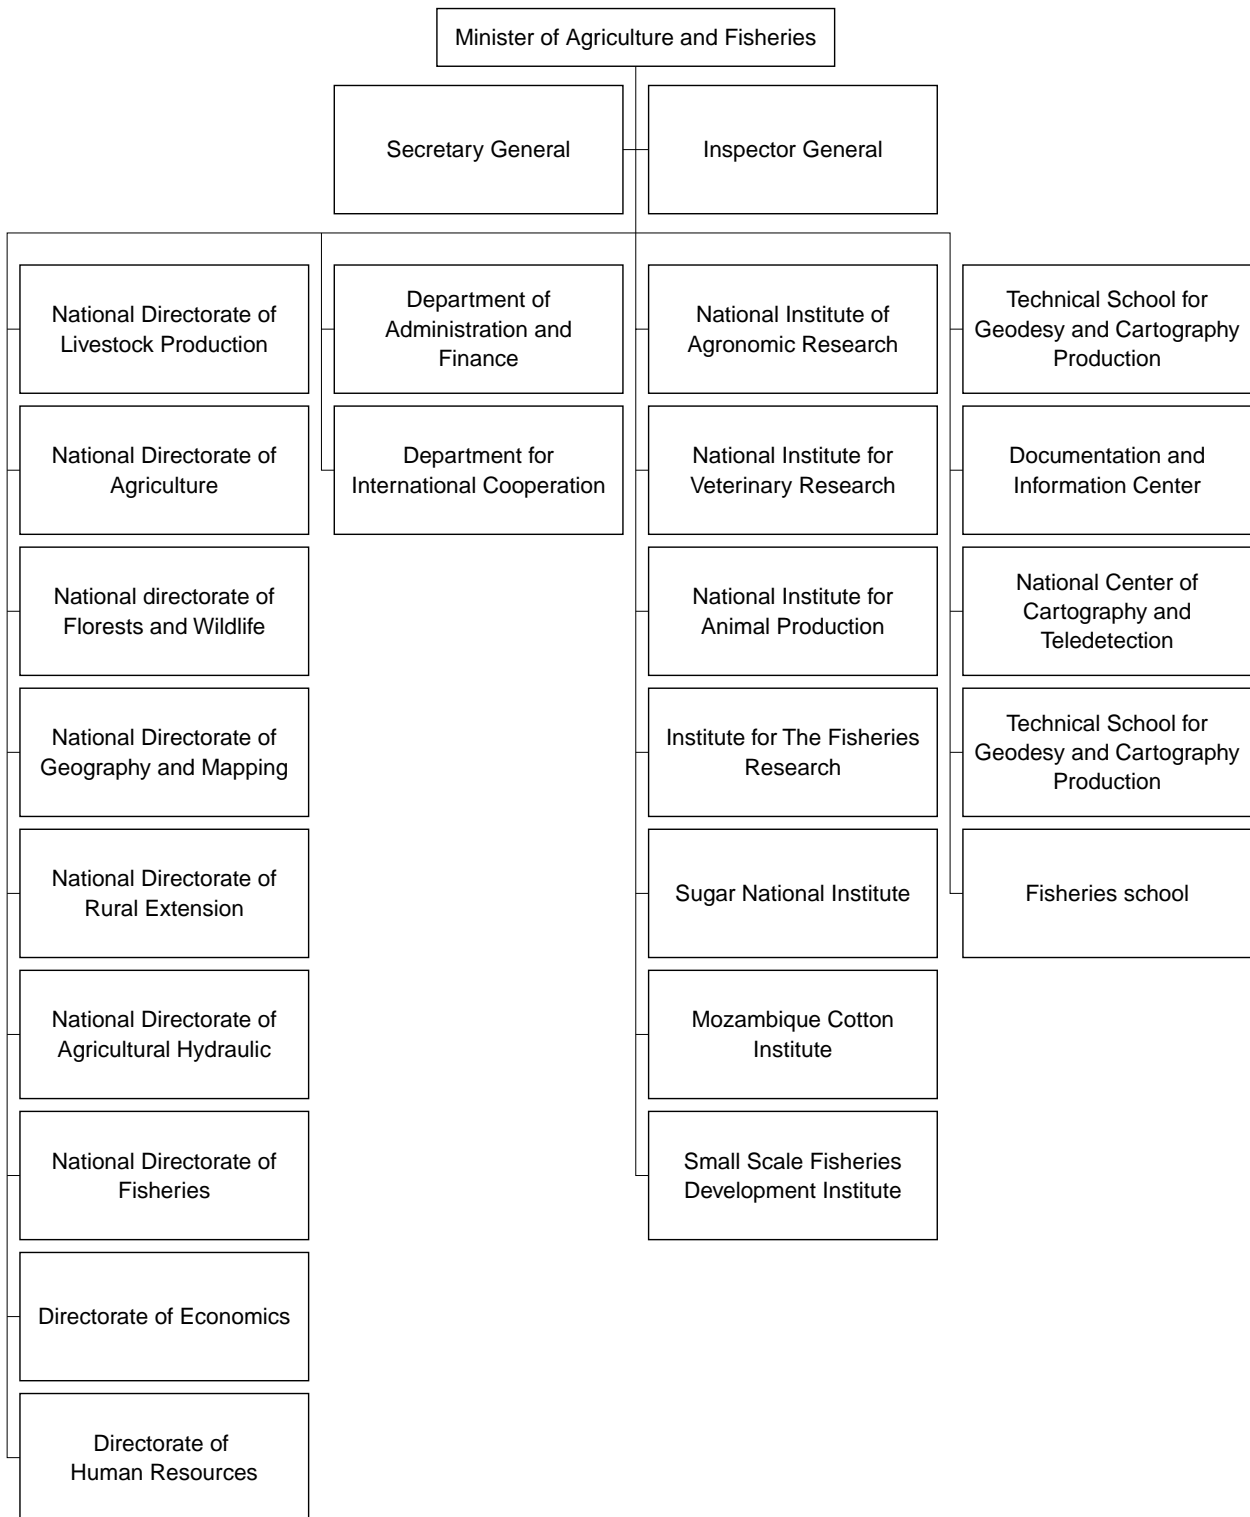 Minister of Agriculture and Fisheries
Secretary General
Inspector General
National Directorate of
Livestock Production
National Directorate of
Agriculture
National directorate of
Florests and Wildlife
National Directorate of
Geography and Mapping
National Directorate of
Rural Extension
National Directorate of
Agricultural Hydraulic
National Directorate of
Fisheries
Directorate of Economics
Directorate of
Human Resources
Department of
Administration and
Finance
Department for
International Cooperation
National Institute of
Agronomic Research
National Institute for
Veterinary Research
National Institute for
Animal Production
Institute for The Fisheries
Research
Sugar National Institute
Mozambique Cotton
Institute
Small Scale Fisheries
Development Institute
Technical School for
Geodesy and Cartography
Production
Documentation and
Information Center
National Center of
Cartography and
Teledetection
Technical School for
Geodesy and Cartography
Production
Fisheries school